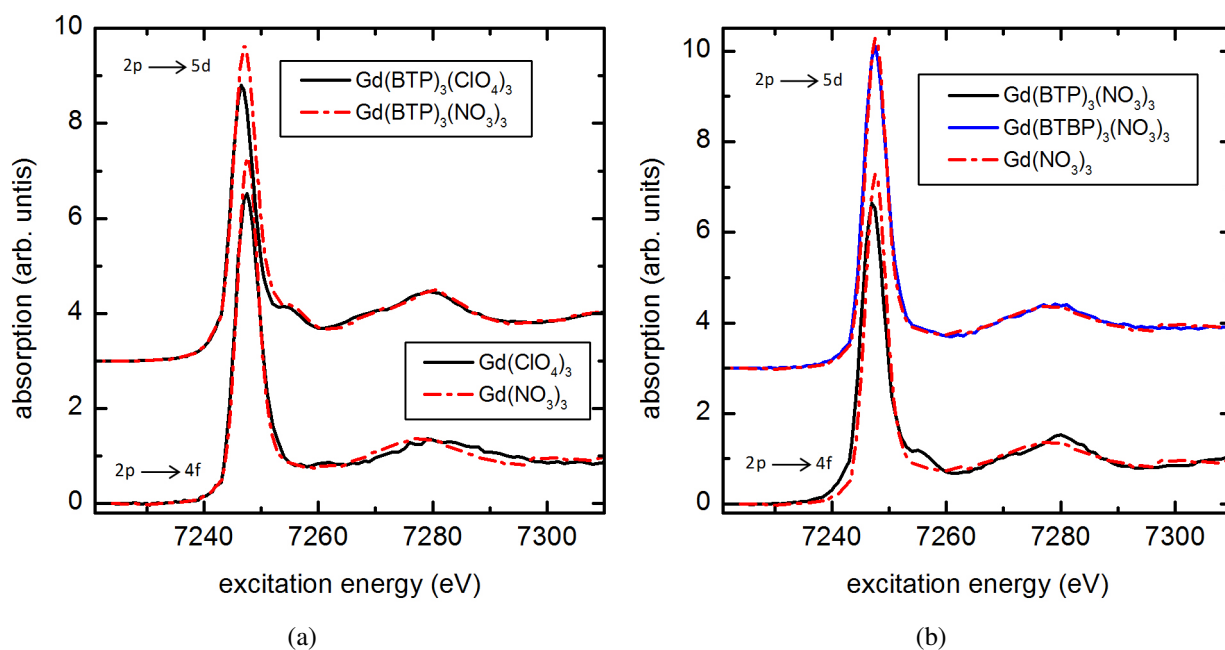 10
2p → 5d
Gd(BTP)₃(ClO₄)₃
Gd(BTP)₃(NO₃)₃
8
6
4
Gd(ClO₄)₃
Gd(NO₃)₃
2
2p → 4f
0
absorption (arb. units)
7240 7260 7280 7300
excitation energy (eV)
(a)
10
2p → 5d
Gd(BTP)₃(NO₃)₃
Gd(BTBP)₃(NO₃)₃
Gd(NO₃)₃
8
6
4
2
2p → 4f
0
absorption (arb. units)
7240 7260 7280 7300
excitation energy (eV)
(b)